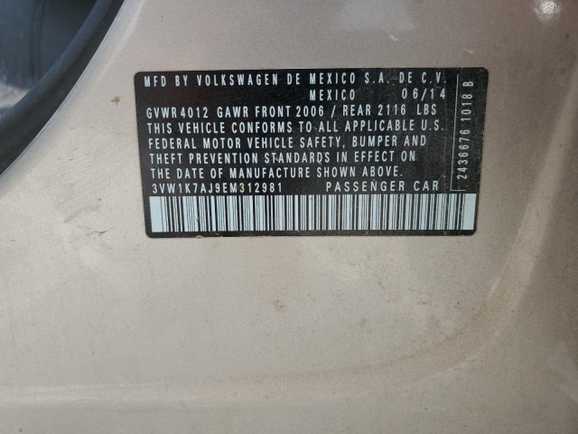 MFD BY VOLKSWAGEN DE MEXICO S.A. DE C.V.
MEXICO 06/14
GVWR 4012 GAWR FRONT 2006 / REAR 2116 LBS
THIS VEHICLE CONFORMS TO ALL APPLICABLE U.S.
FEDERAL MOTOR VEHICLE SAFETY, BUMPER AND
THEFT PREVENTION STANDARDS IN EFFECT ON
THE DATE OF MANUFACTURE SHOWN ABOVE.
3VW1K7AJ9EM312981 PASSENGER CAR
2436676 1018 B